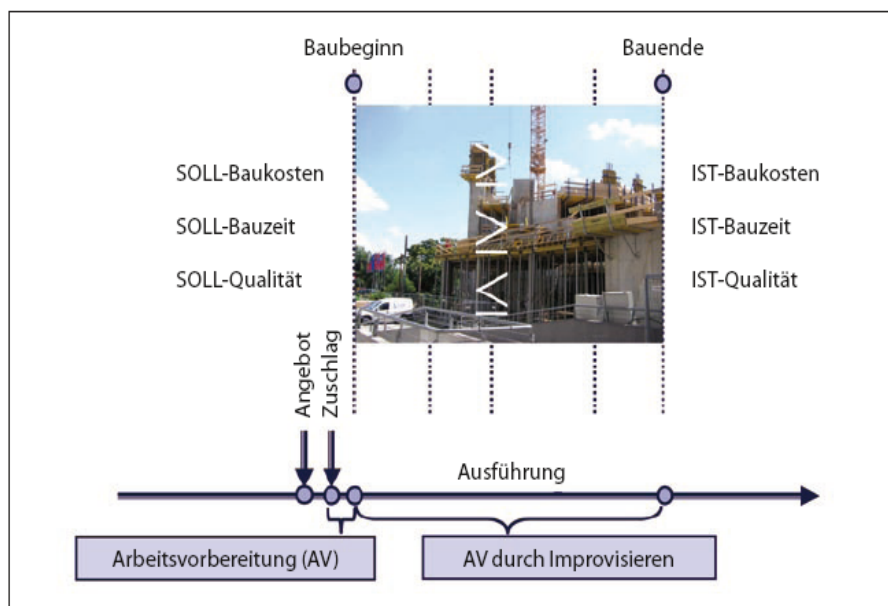 Baubeginn
Bauende
SOLL-Baukosten
IST-Baukosten
SOLL-Bauzeit
IST-Bauzeit
SOLL-Qualität
IST-Qualität
Angebot
Zuschlag
Ausführung
Arbeitsvorbereitung (AV)
AV durch Improvisieren